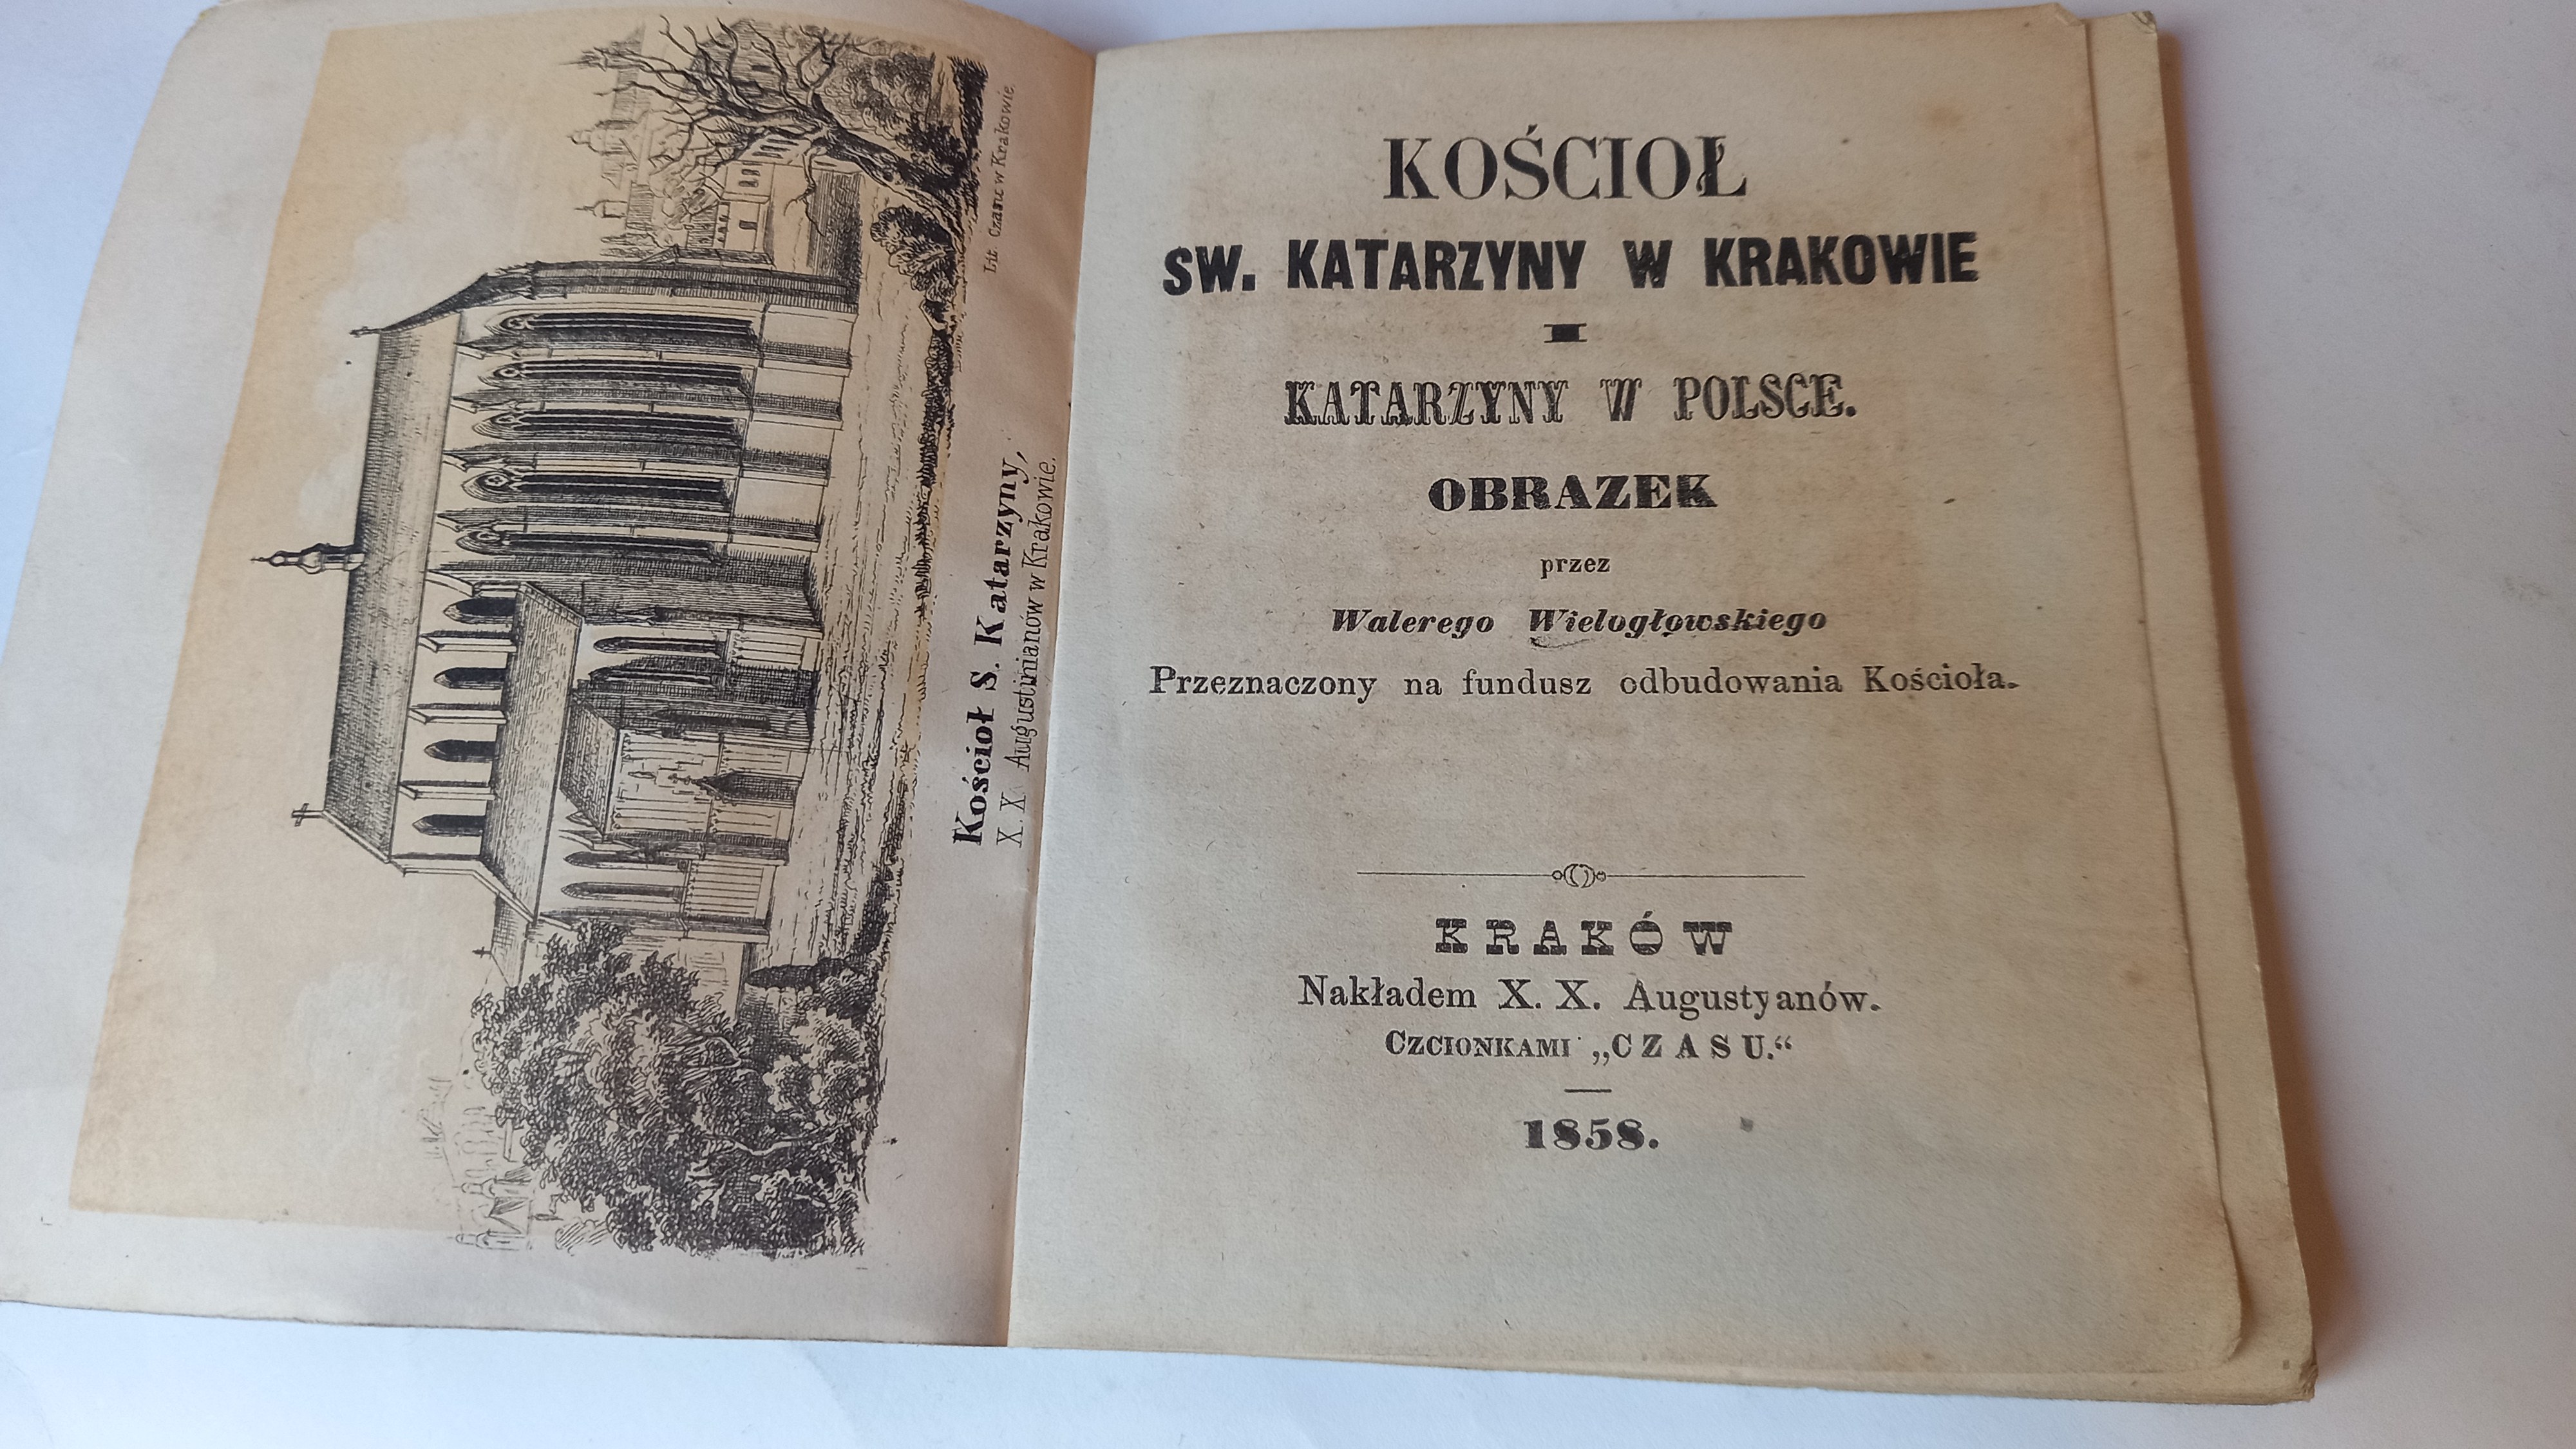 Lit. Czasu w Krakowie.
Kościoł S. Katarzyny,
X. X Augustinianów w Krakowie.
KOŚCIOŁ
SW. KATARZYNY W KRAKOWIE
I
KATARZYNY W POLSCE.
OBRAZEK
przez
Walerego Wielogłowskiego
Przeznaczony na fundusz odbudowania Kościoła.
KRAKÓW
Nakładem X. X. Augustyanów.
CZCIONKAMI „CZASU.“
1858.